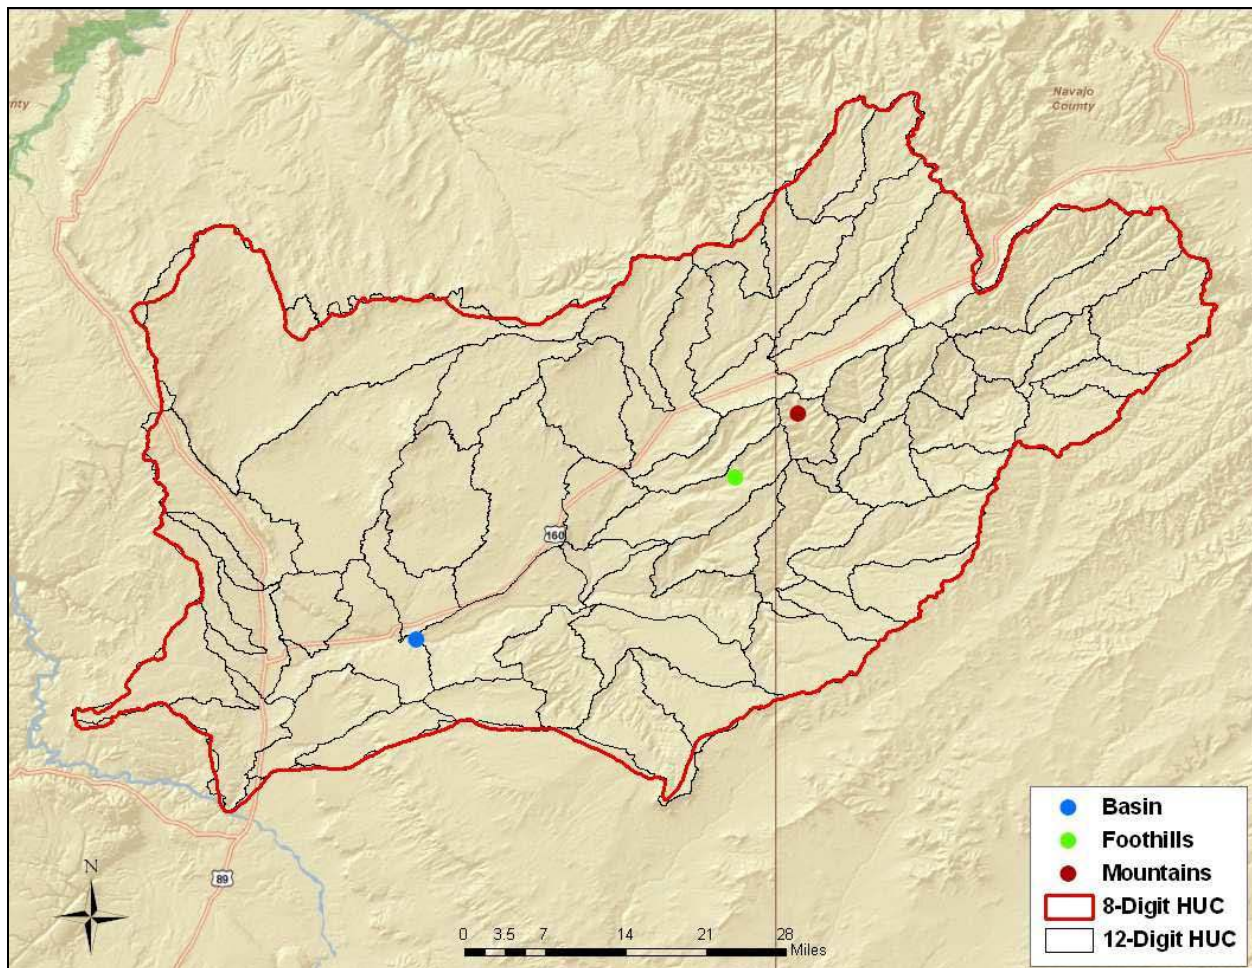 Navajo
County
nty
160
89
N
0 3.5 7 14 21 28
Miles
Basin
Foothills
Mountains
8-Digit HUC
12-Digit HUC